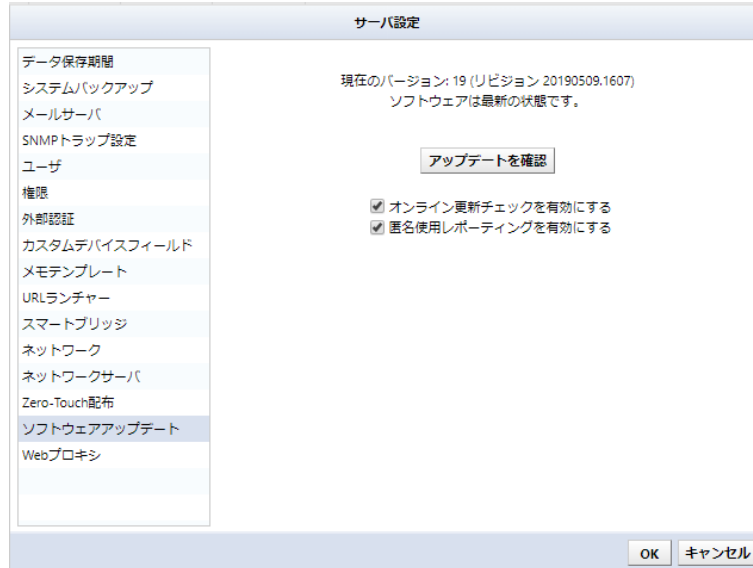 サーバ設定
データ保存期間
システムバックアップ
メールサーバ
SNMPトラップ設定
ユーザ
権限
外部認証
カスタムデバイスフィールド
メモテンプレート
URLランチャー
スマートブリッジ
ネットワーク
ネットワークサーバ
Zero-Touch配布
ソフトウェアアップデート
Webプロキシ
現在のバージョン: 19 (リビジョン 20190509.1607)
ソフトウェアは最新の状態です。
アップデートを確認
オンライン更新チェックを有効にする
匿名使用レポーティングを有効にする
OK
キャンセル